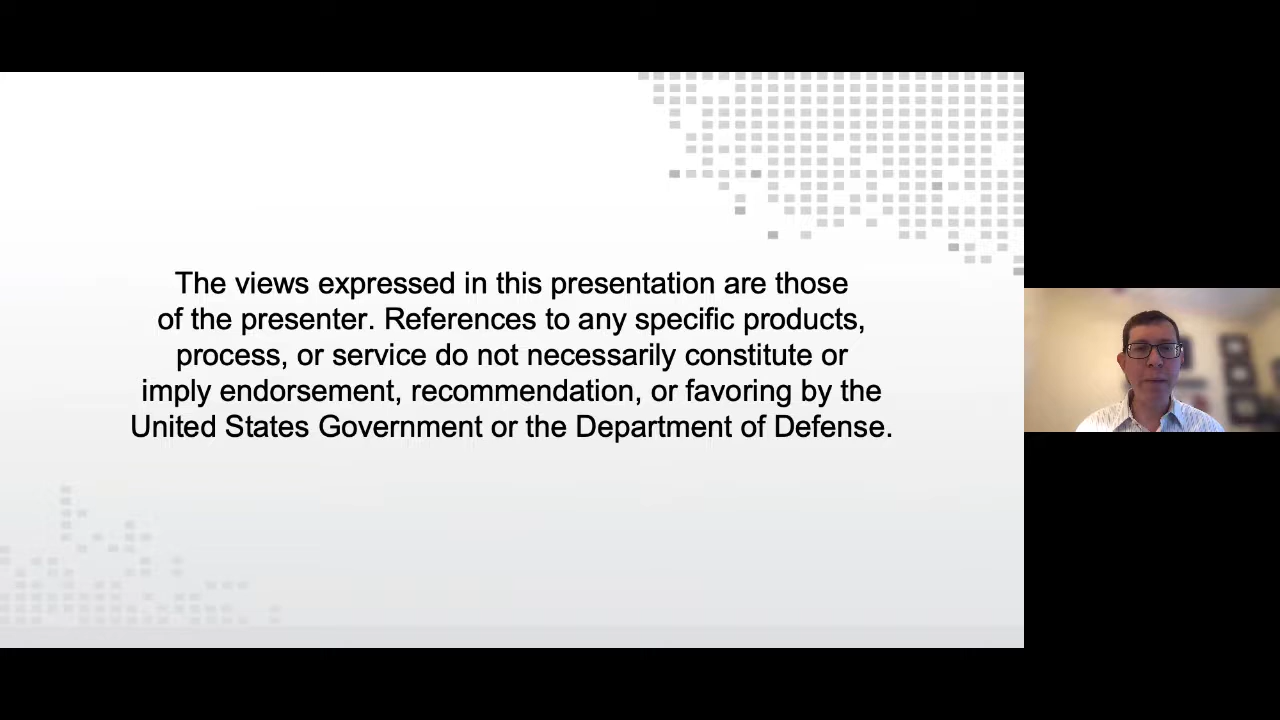 The views expressed in this presentation are those
of the presenter. References to any specific products,
process, or service do not necessarily constitute or
imply endorsement, recommendation, or favoring by the
United States Government or the Department of Defense.